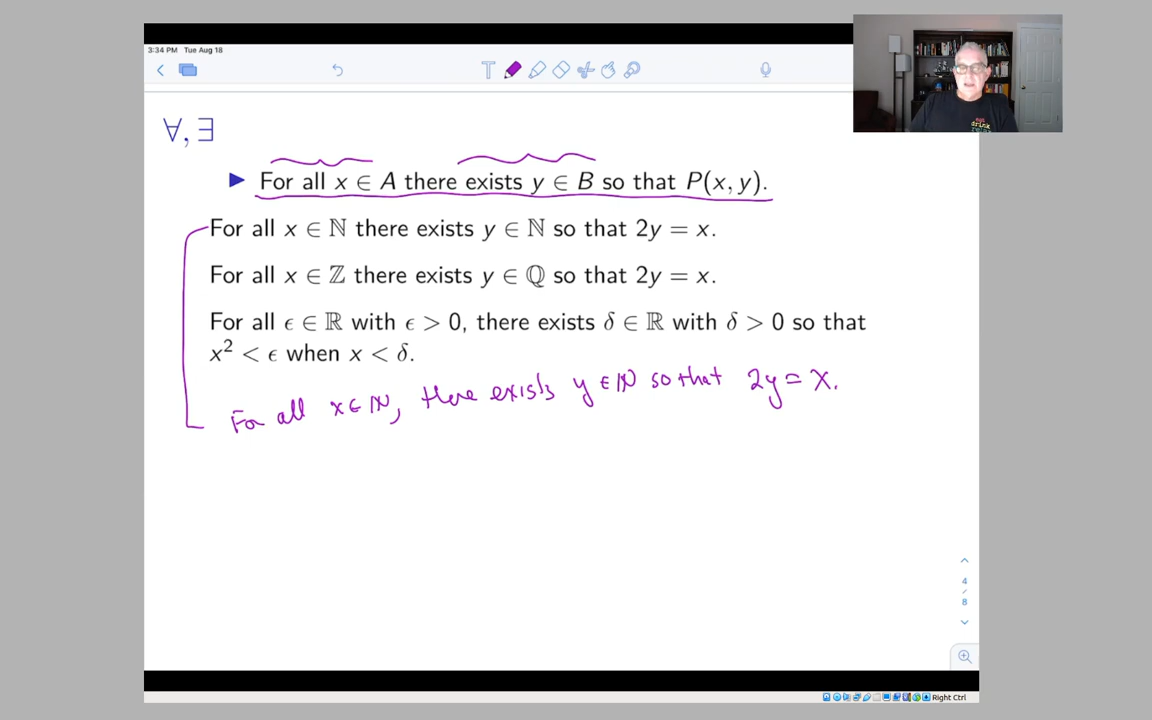 3:34 PM Tue Aug 18
T
∀, ∃
For all x ∈ A there exists y ∈ B so that P(x, y).
For all x ∈ ℕ there exists y ∈ ℕ so that 2y = x.
For all x ∈ ℤ there exists y ∈ ℚ so that 2y = x.
For all ϵ ∈ ℝ with ϵ > 0, there exists δ ∈ ℝ with δ > 0 so that
x² < ϵ when x < δ.
For all x ∈ ℕ, there exists y ∈ ℕ so that 2y = x.
4
/
8
Right Ctrl